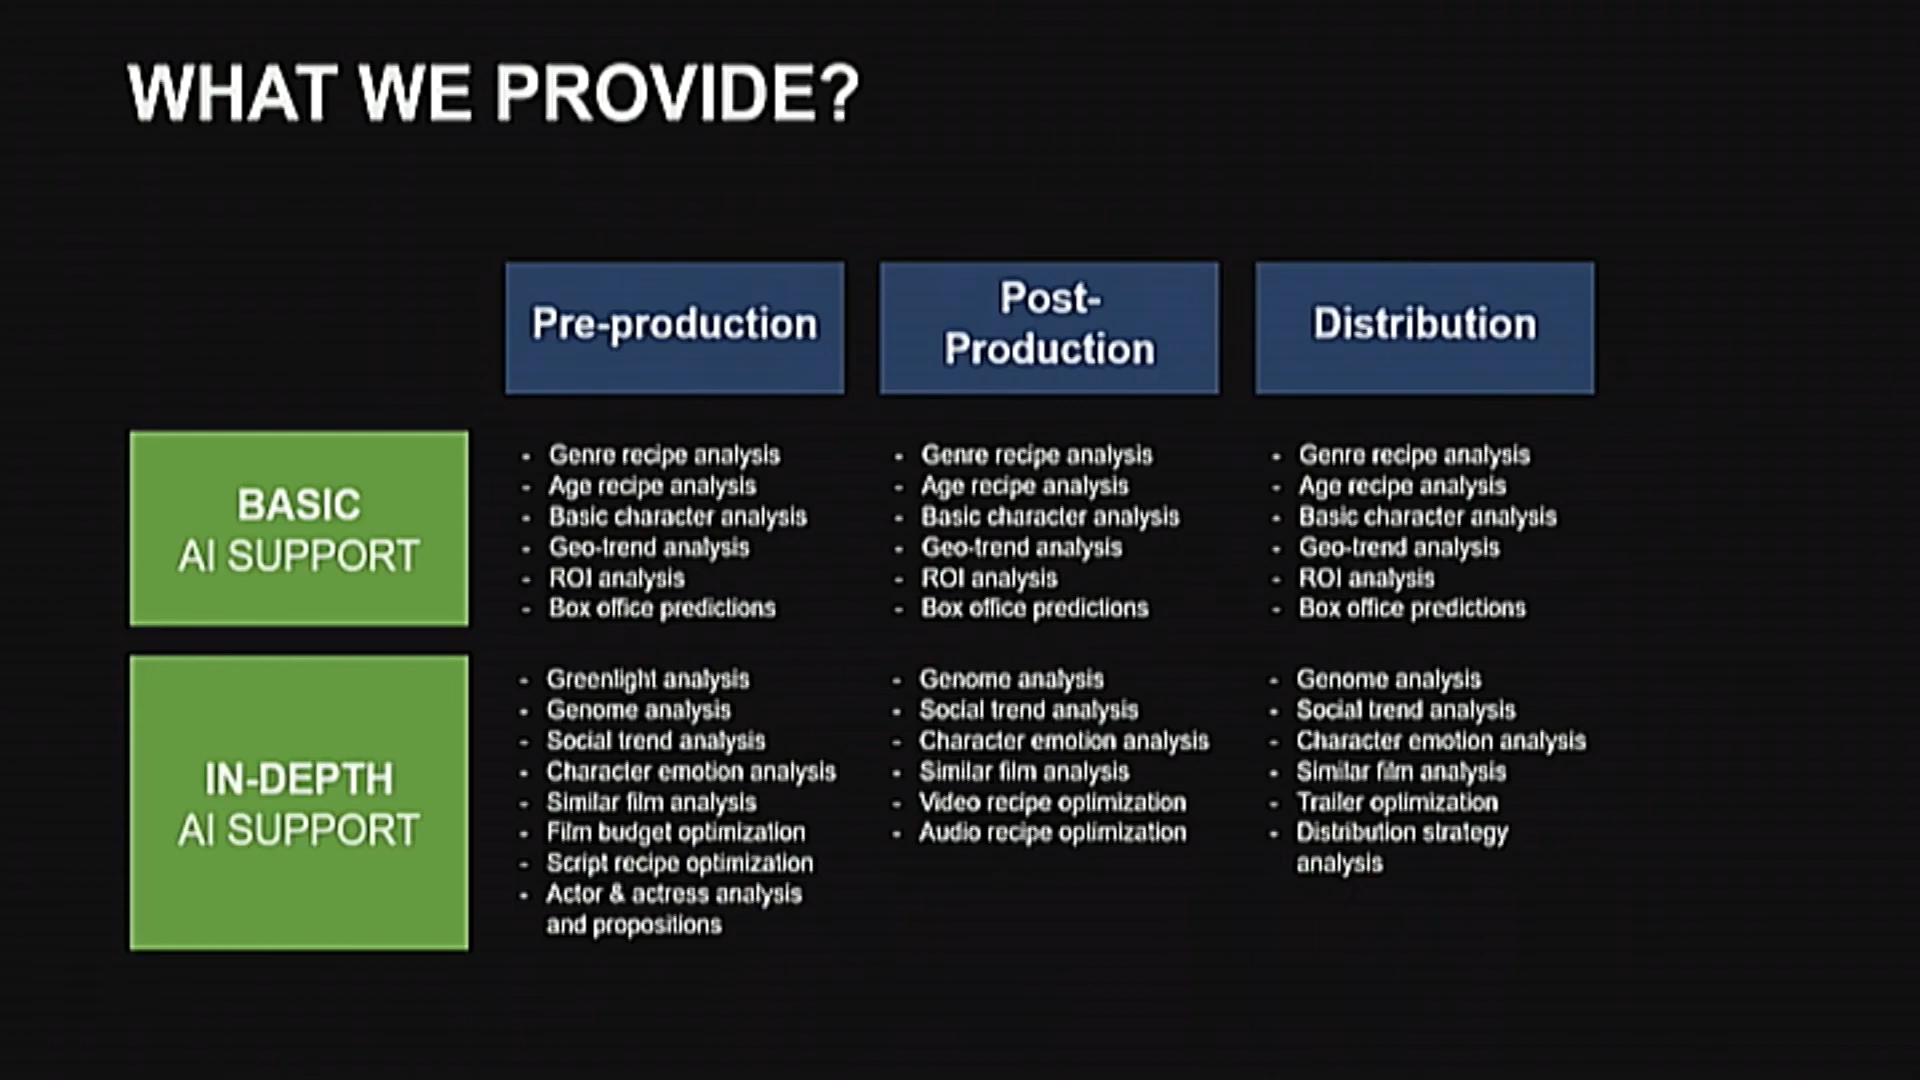 WHAT WE PROVIDE?
Pre-production
Post-
Production
Distribution
BASIC
AI SUPPORT
- Genre recipe analysis
- Age recipe analysis
- Basic character analysis
- Geo-trend analysis
- ROI analysis
- Box office predictions
- Genre recipe analysis
- Age recipe analysis
- Basic character analysis
- Geo-trend analysis
- ROI analysis
- Box office predictions
- Genre recipe analysis
- Age recipe analysis
- Basic character analysis
- Geo-trend analysis
- ROI analysis
- Box office predictions
IN-DEPTH
AI SUPPORT
- Greenlight analysis
- Genome analysis
- Social trend analysis
- Character emotion analysis
- Similar film analysis
- Film budget optimization
- Script recipe optimization
- Actor & actress analysis
and propositions
- Genome analysis
- Social trend analysis
- Character emotion analysis
- Similar film analysis
- Video recipe optimization
- Audio recipe optimization
- Genome analysis
- Social trend analysis
- Character emotion analysis
- Similar film analysis
- Trailer optimization
- Distribution strategy
analysis